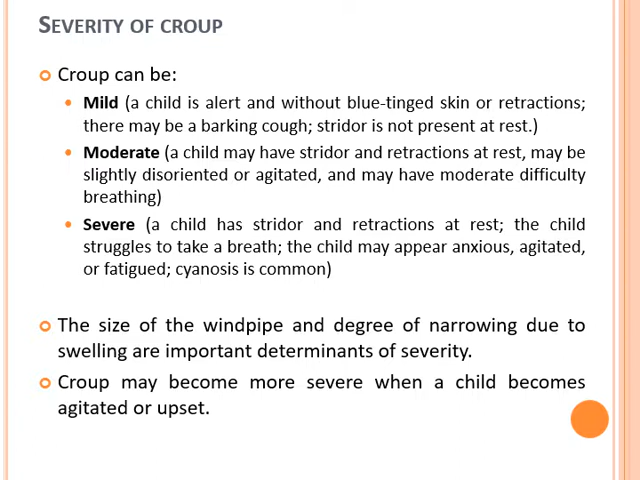 SEVERITY OF CROUP
Croup can be:
Mild (a child is alert and without blue-tinged skin or retractions;
there may be a barking cough; stridor is not present at rest.)
Moderate (a child may have stridor and retractions at rest, may be
slightly disoriented or agitated, and may have moderate difficulty
breathing)
Severe (a child has stridor and retractions at rest; the child
struggles to take a breath; the child may appear anxious, agitated,
or fatigued; cyanosis is common)
The size of the windpipe and degree of narrowing due to
swelling are important determinants of severity.
Croup may become more severe when a child becomes
agitated or upset.